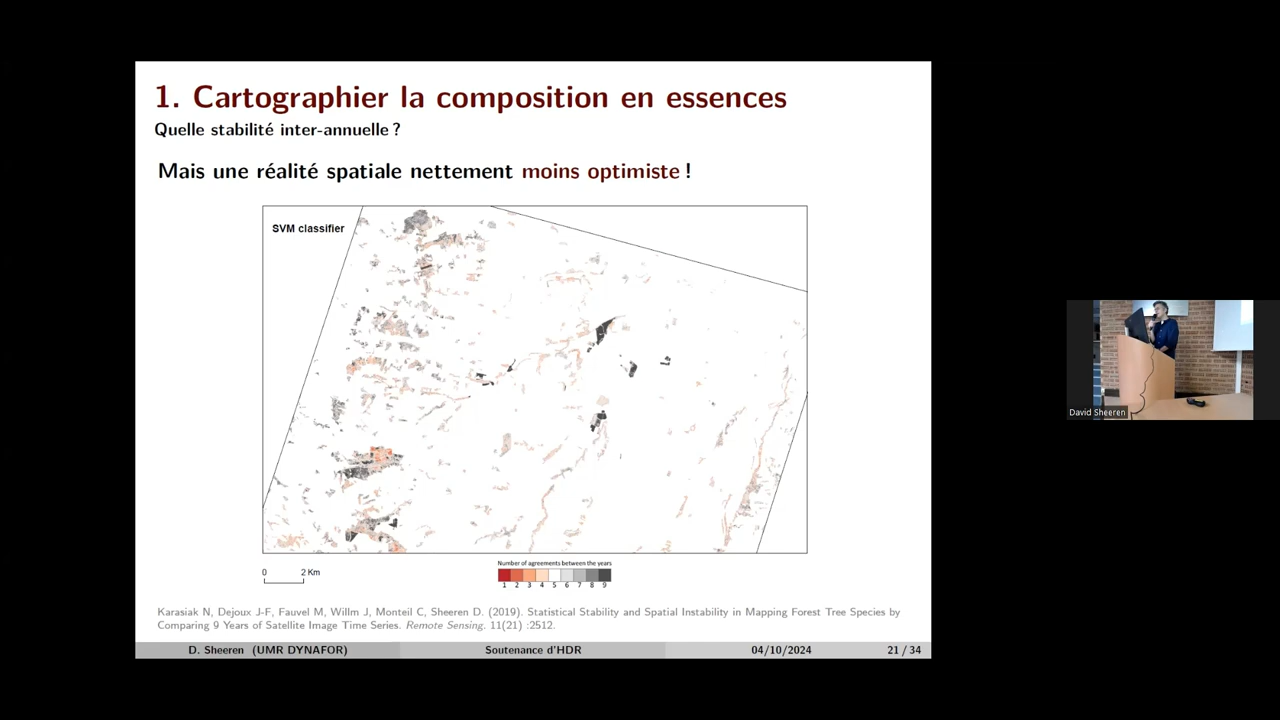 1. Cartographier la composition en essences
Quelle stabilité inter-annuelle ?
Mais une réalité spatiale nettement moins optimiste !
SVM classifier
0 2 Km
Number of agreements between the years
1 2 3 4 5 6 7 8 9
Karasiak N, Dejoux J-F, Fauvel M, Willm J, Monteil C, Sheeren D. (2019). Statistical Stability and Spatial Instability in Mapping Forest Tree Species by
Comparing 9 Years of Satellite Image Time Series. Remote Sensing. 11(21) :2512.
D. Sheeren (UMR DYNAFOR) Soutenance d'HDR 04/10/2024 21 / 34
David Sheeren